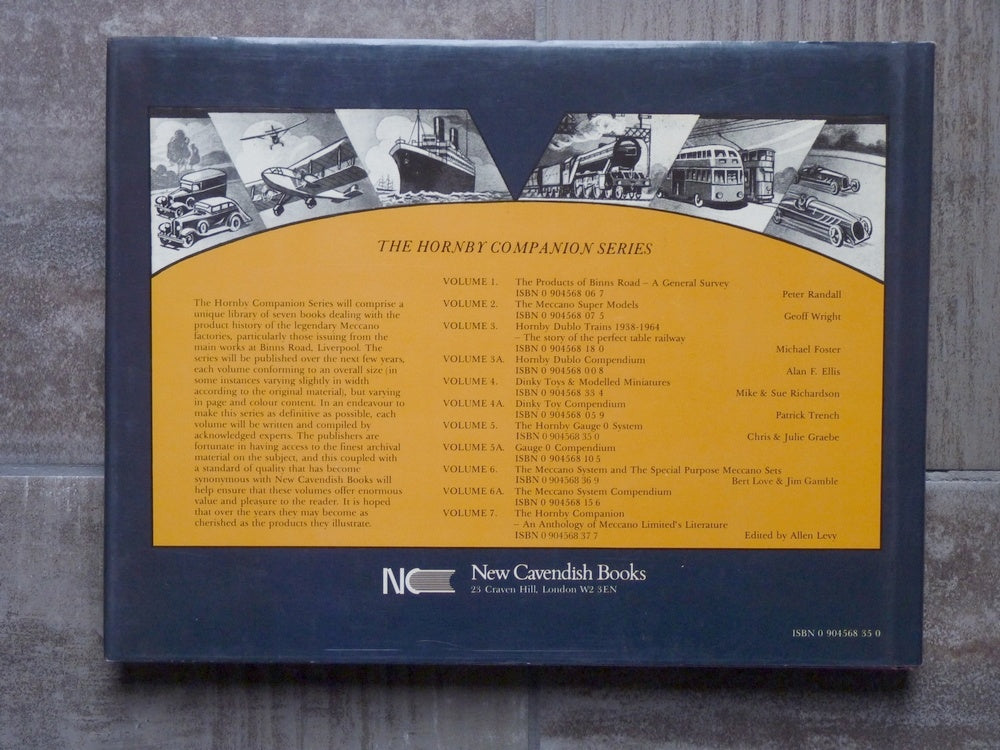 THE HORNBY COMPANION SERIES
The Hornby Companion Series will comprise a
unique library of seven books dealing with the
product history of the legendary Meccano
factories, particularly those issuing from the
main works at Binns Road, Liverpool. The
series will be published over the next few years,
each volume conforming to an overall size (in
some instances varying slightly in width
according to the original material), but varying
in page and colour content. In an endeavour to
make this series as definitive as possible, each
volume will be written and compiled by
acknowledged experts. The publishers are
fortunate in having access to the finest archival
material on the subject, and this coupled with
a standard of quality that has become
synonymous with New Cavendish Books will
help ensure that these volumes offer enormous
value and pleasure to the reader. It is hoped
that over the years they may become as
cherished as the products they illustrate.
VOLUME 1. The Products of Binns Road – A General Survey
ISBN 0 904568 06 7 Peter Randall
VOLUME 2. The Meccano Super Models
ISBN 0 904568 07 5 Geoff Wright
VOLUME 3. Hornby Dublo Trains 1938-1964
– The story of the perfect table railway
ISBN 0 904568 18 0 Michael Foster
VOLUME 3A. Hornby Dublo Compendium
ISBN 0 904568 00 8 Alan F. Ellis
VOLUME 4. Dinky Toys & Modelled Miniatures
ISBN 0 904568 33 4 Mike & Sue Richardson
VOLUME 4A. Dinky Toy Compendium
ISBN 0 904568 05 9 Patrick Trench
VOLUME 5. The Hornby Gauge 0 System
ISBN 0 904568 35 0 Chris & Julie Graebe
VOLUME 5A. Gauge 0 Compendium
ISBN 0 904568 10 5
VOLUME 6. The Meccano System and The Special Purpose Meccano Sets
ISBN 0 904568 36 9 Bert Love & Jim Gamble
VOLUME 6A. The Meccano System Compendium
ISBN 0 904568 15 6
VOLUME 7. The Hornby Companion
– An Anthology of Meccano Limited's Literature
ISBN 0 904568 37 7 Edited by Allen Levy
NC New Cavendish Books
23 Craven Hill, London W2 3EN
ISBN 0 904568 35 0